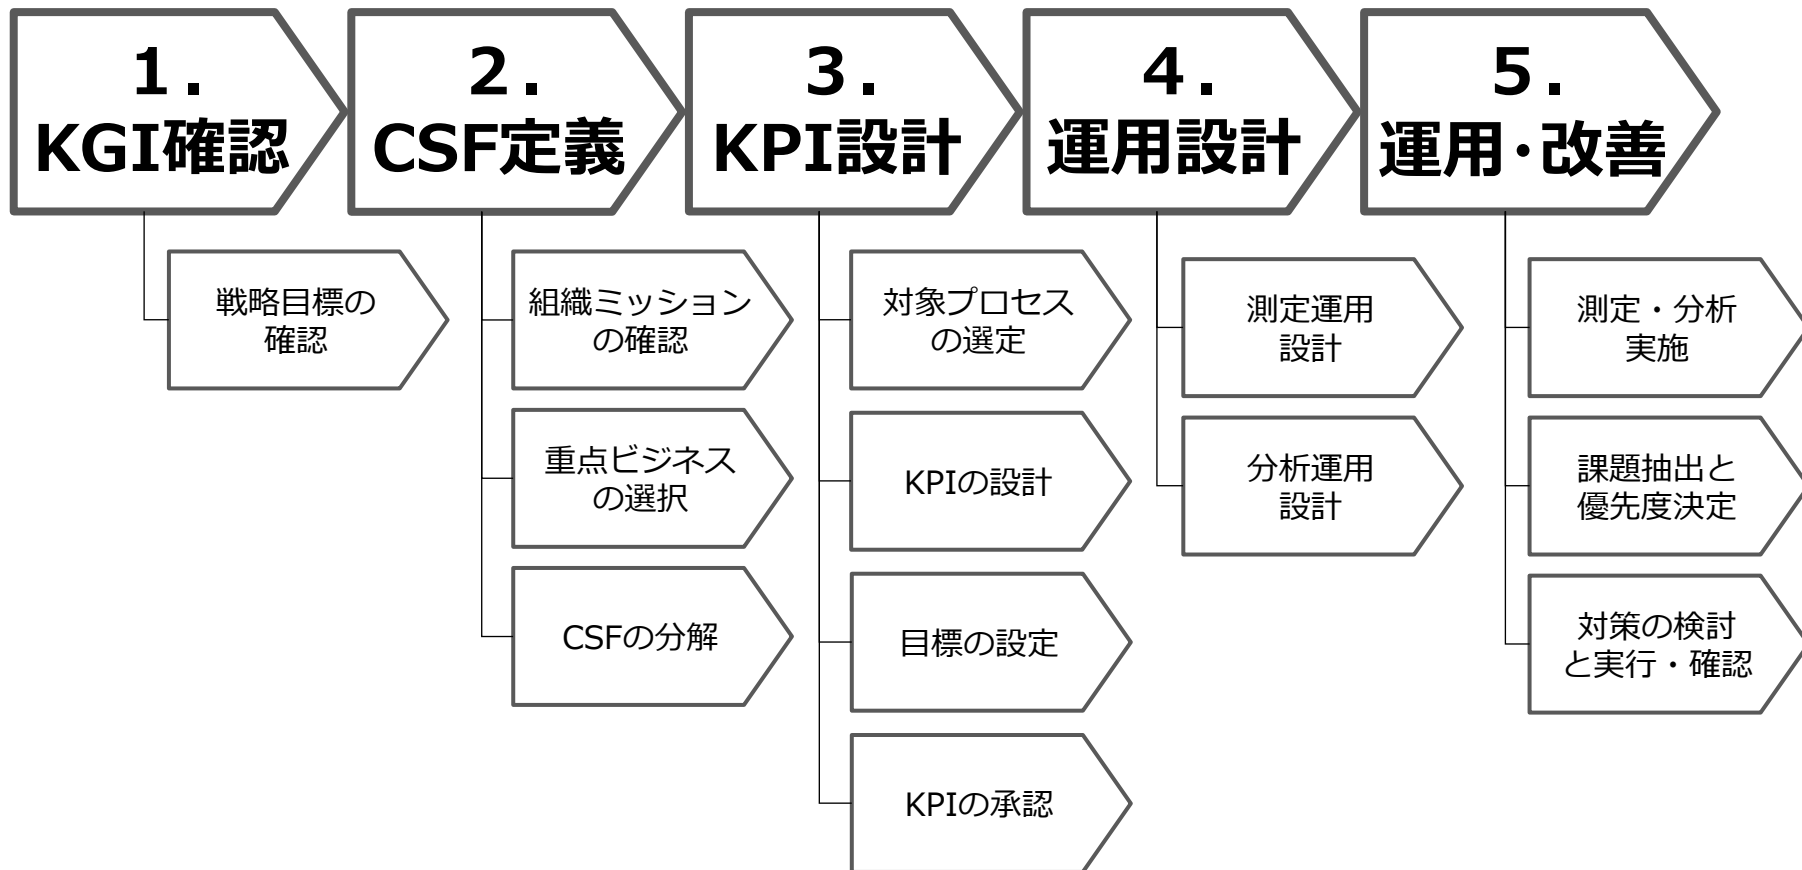 1.
KGI確認
2.
CSF定義
3.
KPI設計
4.
運用設計
5.
運用・改善
戦略目標の
確認
組織ミッション
の確認
重点ビジネス
の選択
CSFの分解
対象プロセス
の選定
KPIの設計
目標の設定
KPIの承認
測定運用
設計
分析運用
設計
測定・分析
実施
課題抽出と
優先度決定
対策の検討
と実行・確認